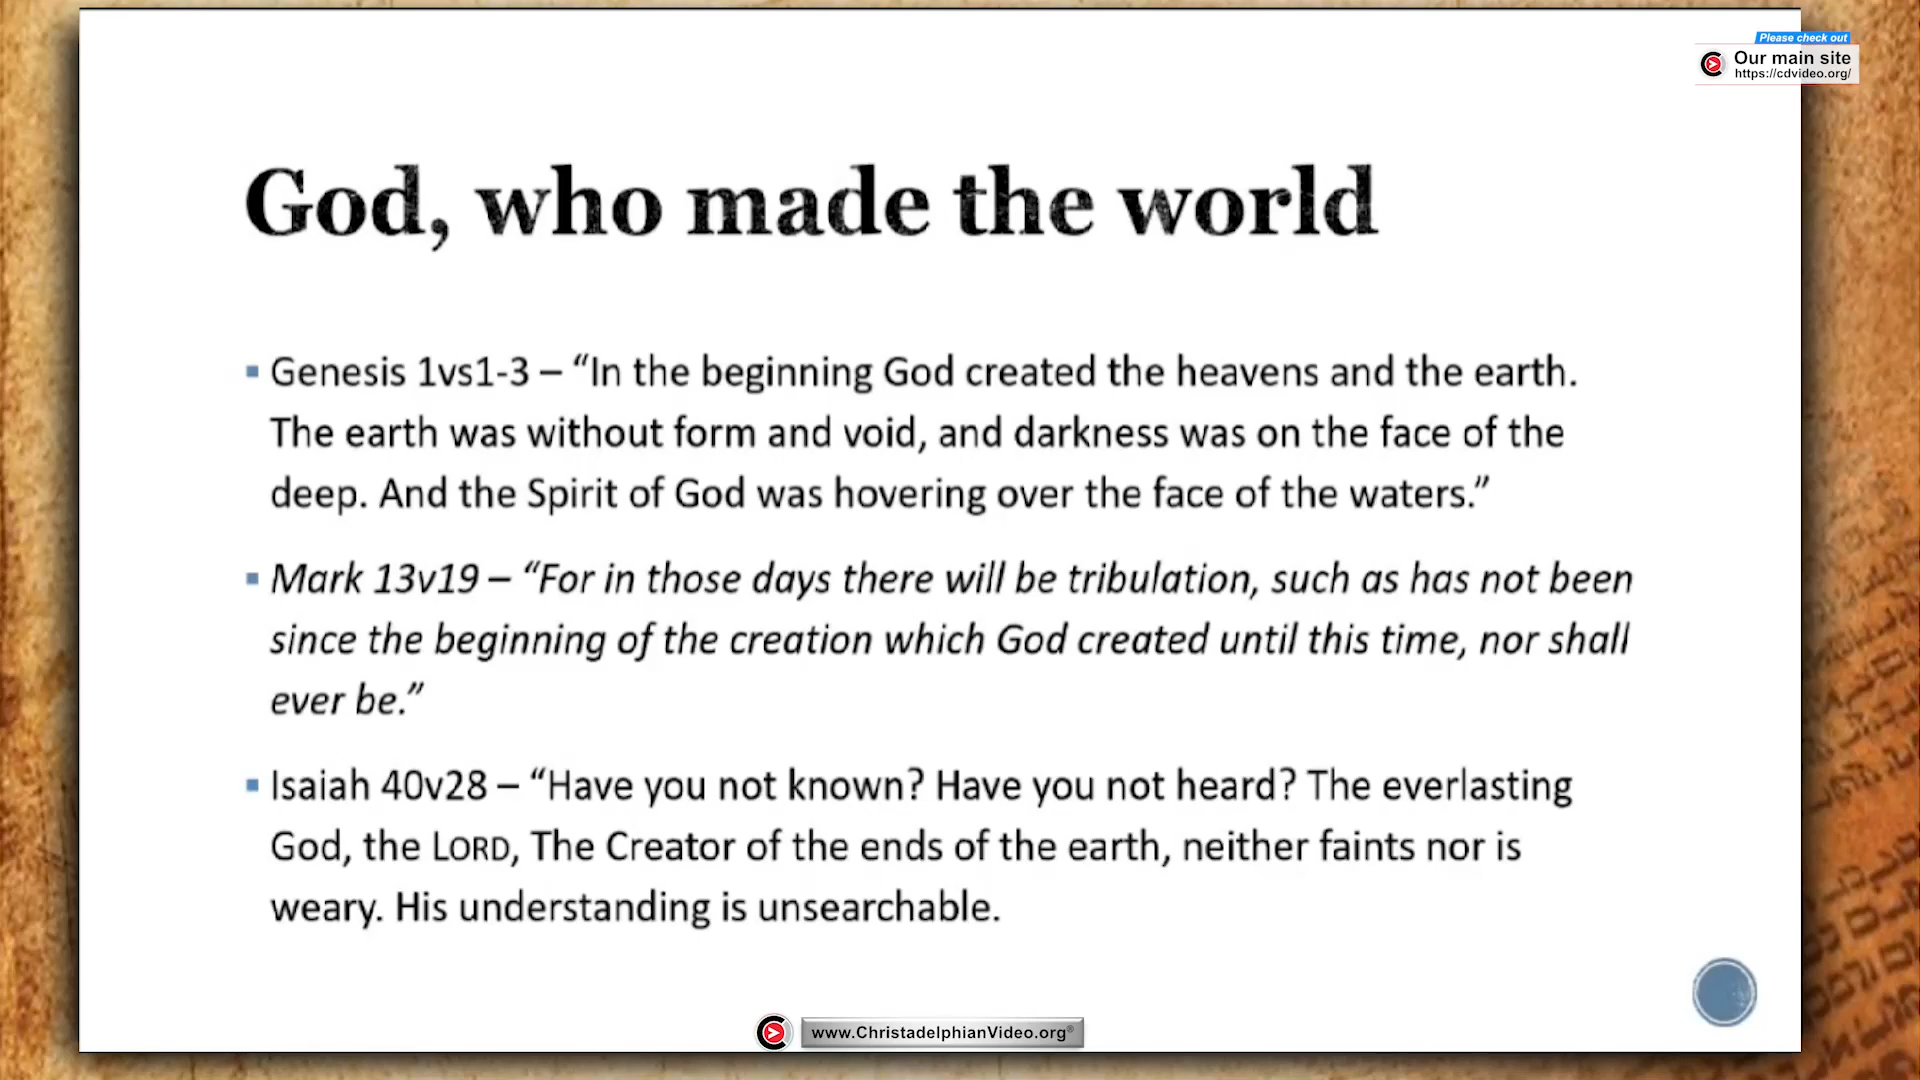 Please check out
Our main site
https://cdvideo.org/
God, who made the world
Genesis 1vs1-3 – “In the beginning God created the heavens and the earth.
The earth was without form and void, and darkness was on the face of the
deep. And the Spirit of God was hovering over the face of the waters.”
Mark 13v19 – “For in those days there will be tribulation, such as has not been
since the beginning of the creation which God created until this time, nor shall
ever be.”
Isaiah 40v28 – “Have you not known? Have you not heard? The everlasting
God, the LORD, The Creator of the ends of the earth, neither faints nor is
weary. His understanding is unsearchable.
www.ChristadelphianVideo.org®